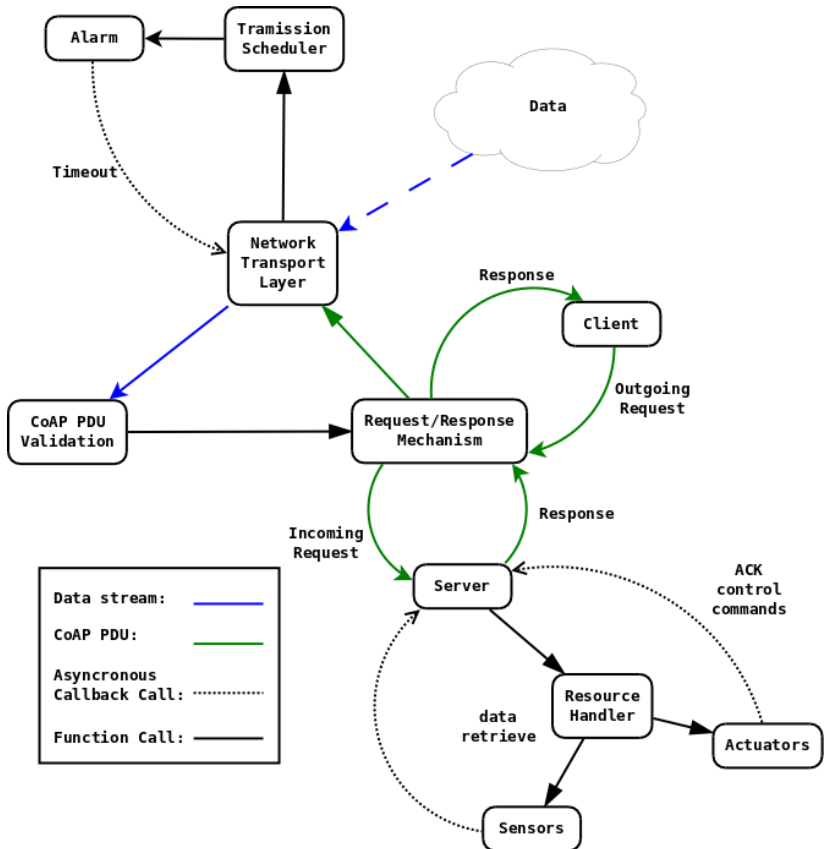 Alarm
Tramission
Scheduler
Data
Timeout
Network
Transport
Layer
Response
Client
Outgoing
Request
CoAP PDU
Validation
Request/Response
Mechanism
Incoming
Request
Response
Server
ACK
control
commands
Data stream:
CoAP PDU:
Asyncronous
Callback Call:
Function Call:
Resource
Handler
data
retrieve
Actuators
Sensors